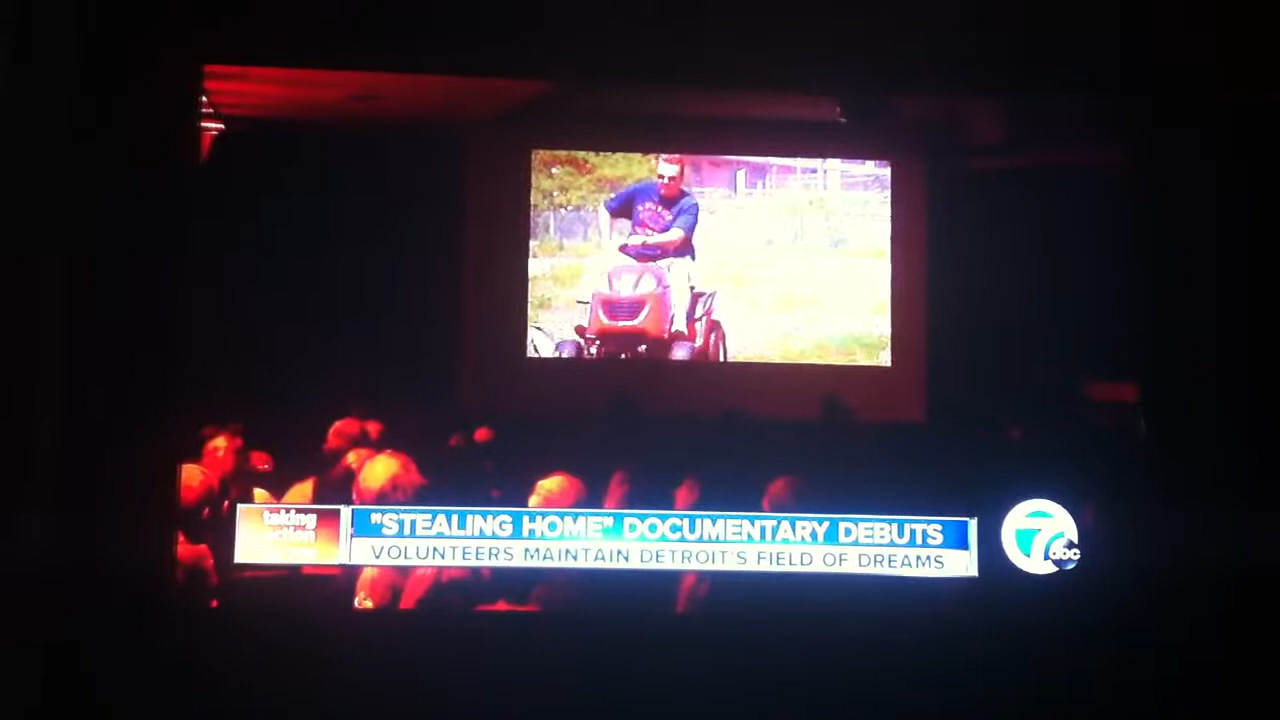 taking
action
"STEALING HOME" DOCUMENTARY DEBUTS
VOLUNTEERS MAINTAIN DETROIT'S FIELD OF DREAMS
7
abc